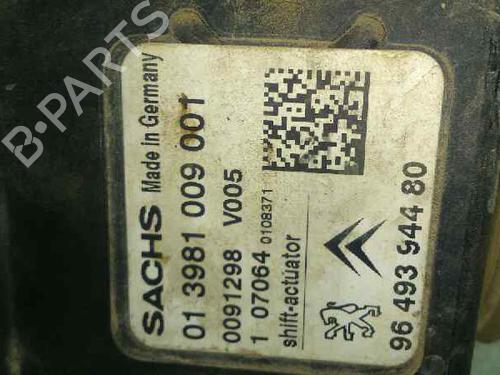 SACHS Made in Germany
01 3981 009 001
0091298 V005
1 07064 0108371
shift-actuator
96 493 944 80
B-PARTS